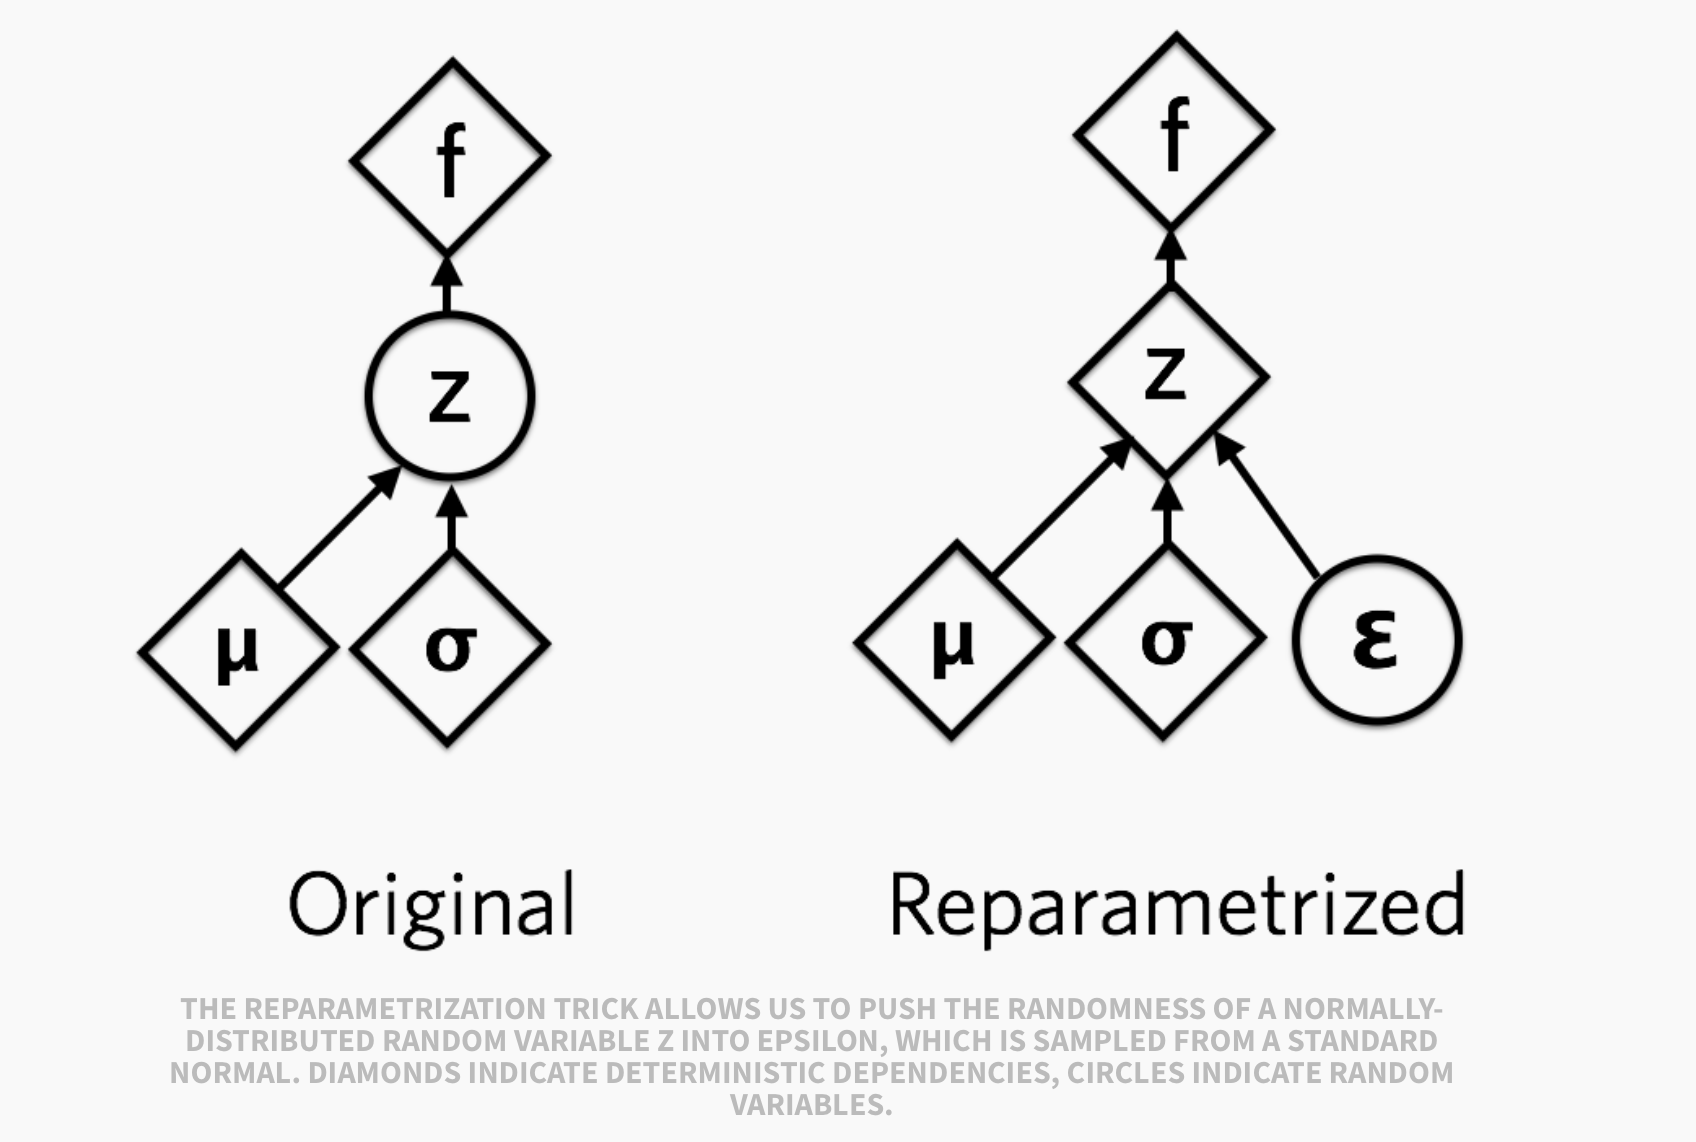 f
f
z
z
μ
σ
μ
σ
ε
Original
Reparametrized
THE REPARAMETRIZATION TRICK ALLOWS US TO PUSH THE RANDOMNESS OF A NORMALLY-
DISTRIBUTED RANDOM VARIABLE Z INTO EPSILON, WHICH IS SAMPLED FROM A STANDARD
NORMAL. DIAMONDS INDICATE DETERMINISTIC DEPENDENCIES, CIRCLES INDICATE RANDOM
VARIABLES.